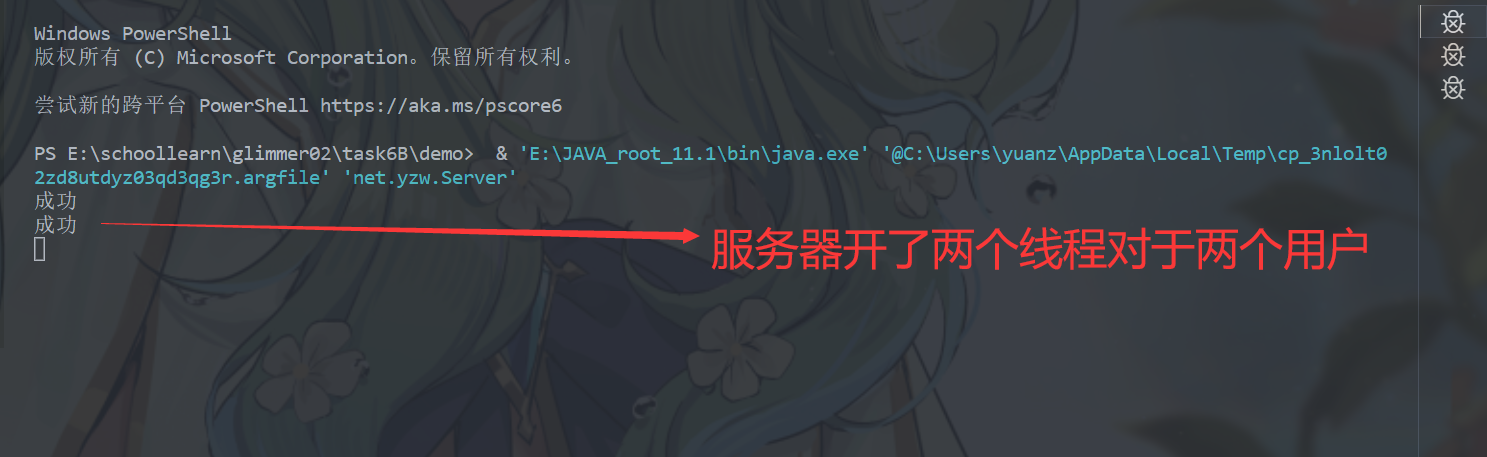 Windows PowerShell
版权所有 (C) Microsoft Corporation。保留所有权利。
尝试新的跨平台 PowerShell https://aka.ms/pscore6
PS E:\schoollearn\glimmer02\task6B\demo>  & 'E:\JAVA_root_11.1\bin\java.exe' '@C:\Users\yuanz\AppData\Local\Temp\cp_3nlolt0
2zd8utdyz03qd3qg3r.argfile' 'net.yzw.Server'
成功
成功
服务器开了两个线程对于两个用户